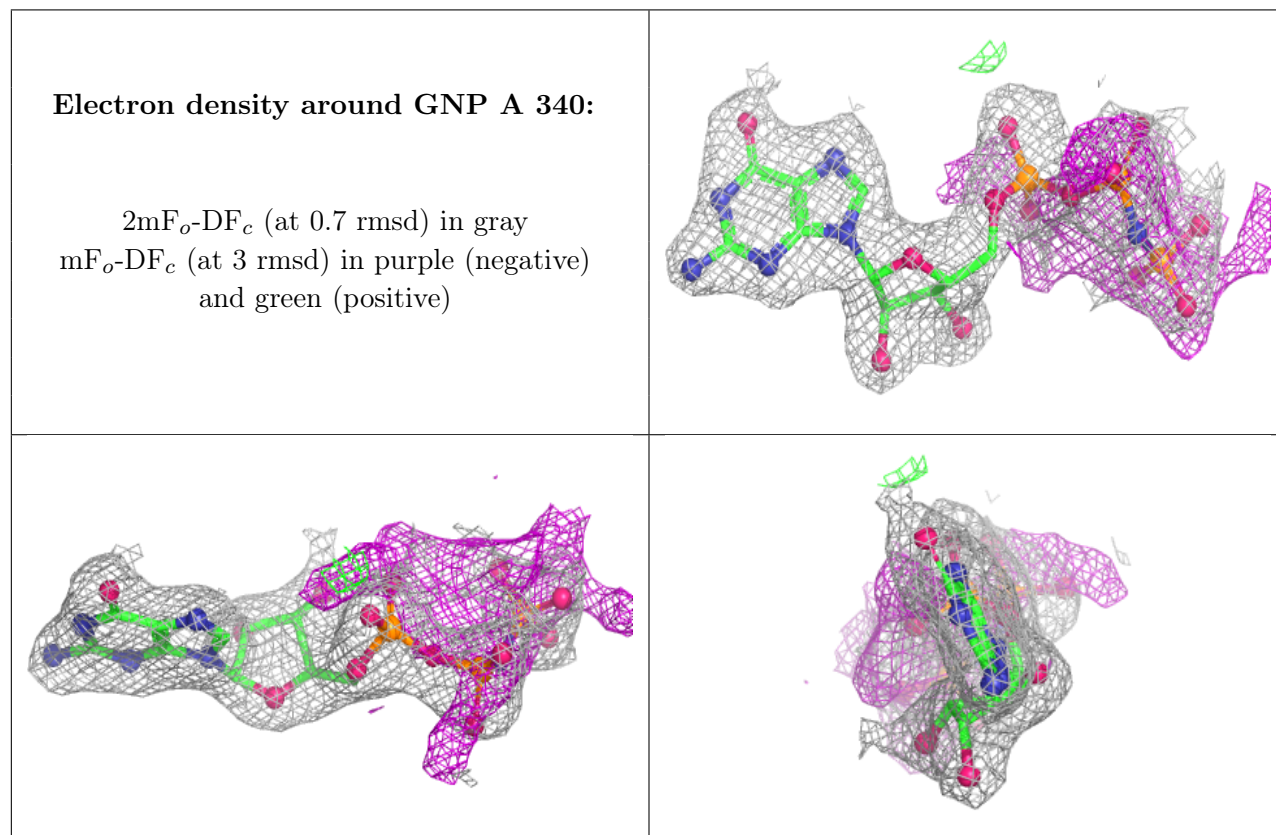 Electron density around GNP A 340:
2mFo-DFc (at 0.7 rmsd) in gray
mFo-DFc (at 3 rmsd) in purple (negative)
and green (positive)